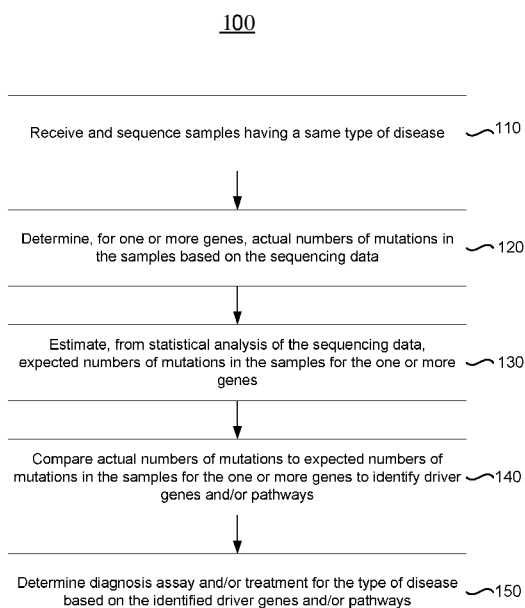 100
Receive and sequence samples having a same type of disease
110
Determine, for one or more genes, actual numbers of mutations in
the samples based on the sequencing data
120
Estimate, from statistical analysis of the sequencing data,
expected numbers of mutations in the samples for the one or more
genes
130
Compare actual numbers of mutations to expected numbers of
mutations in the samples for the one or more genes to identify driver
genes and/or pathways
140
Determine diagnosis assay and/or treatment for the type of disease
based on the identified driver genes and/or pathways
150